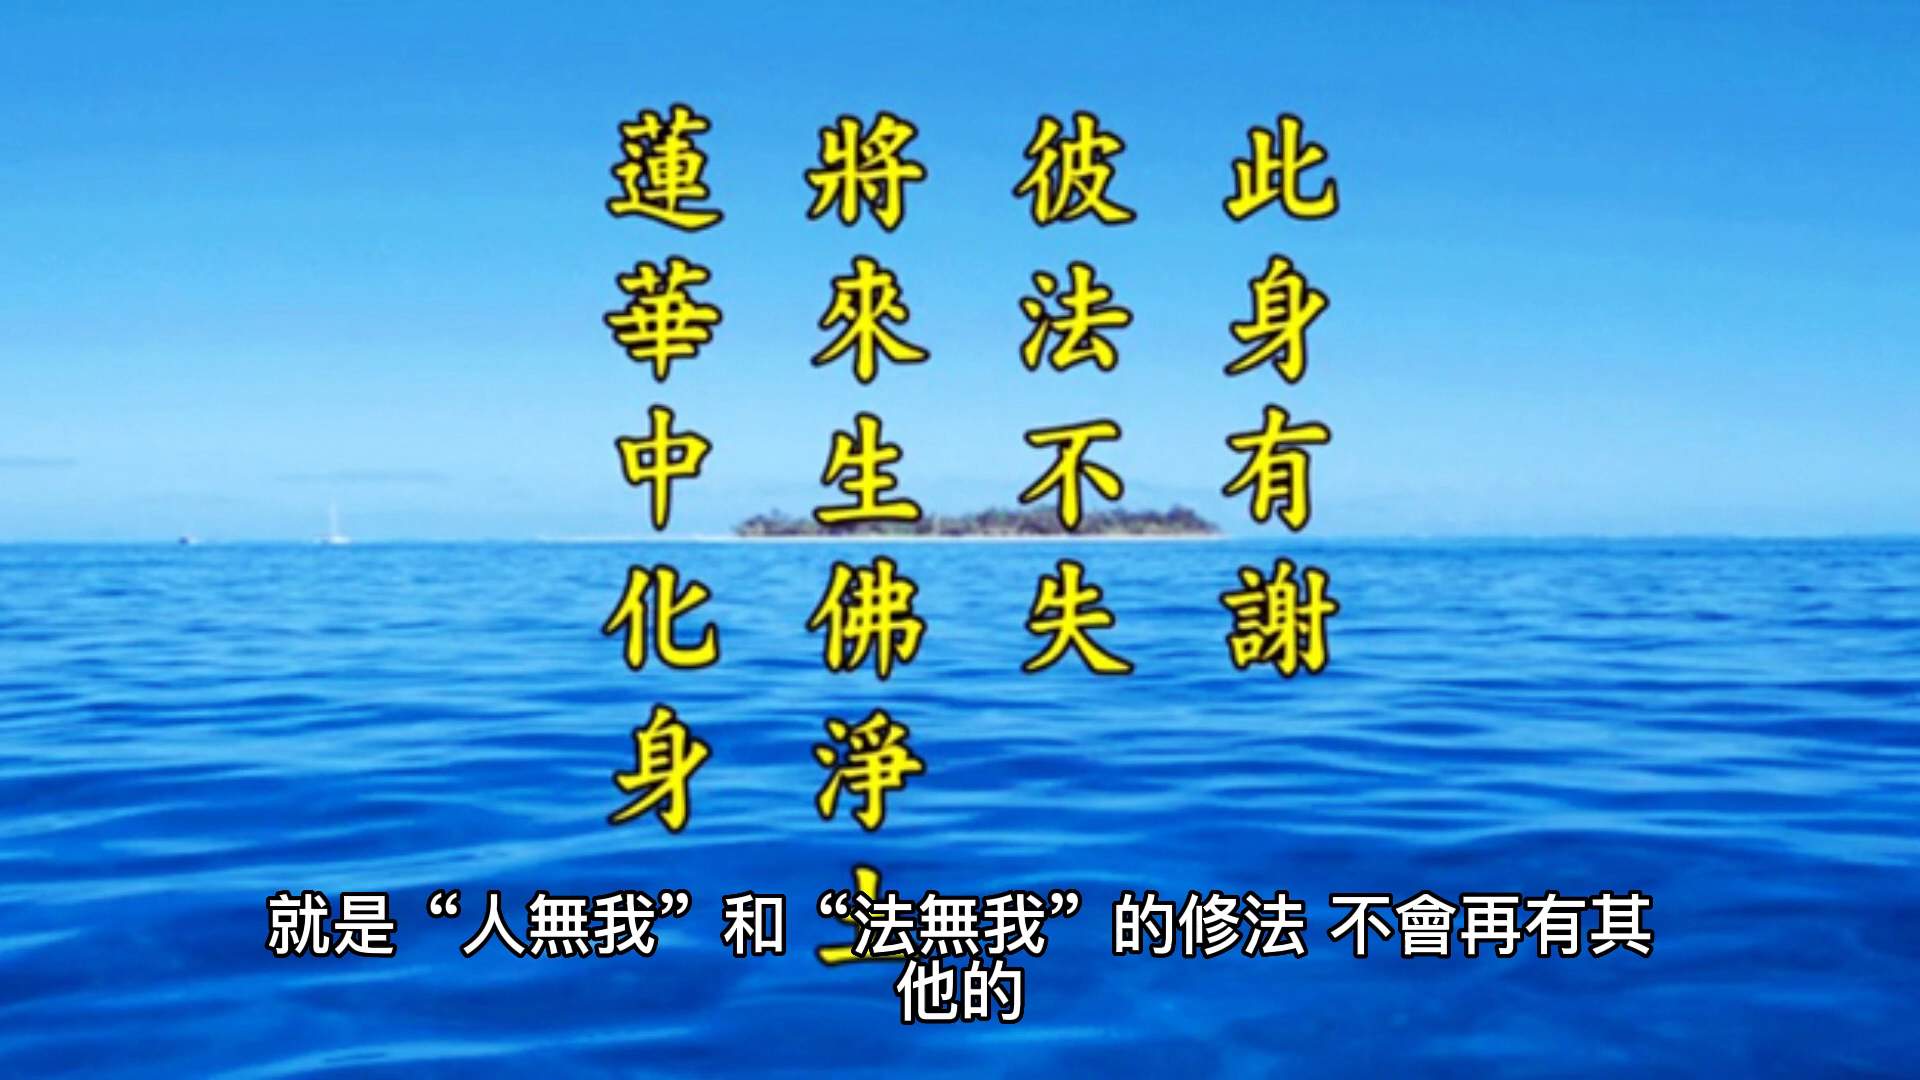 此身有謝
彼法不失
將來生佛淨土
蓮華中化身
就是“人無我”和“法無我”的修法 不會再有其
他的